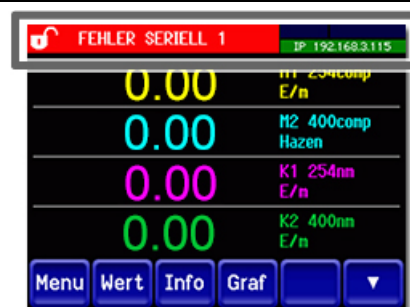 FEHLER SERIELL 1
IP 192.168.3.115
0.00
M1 254comp
E/m
0.00
M2 400comp
Hazen
0.00
K1 254nm
E/m
0.00
K2 400nm
E/m
Menu Wert Info Graf